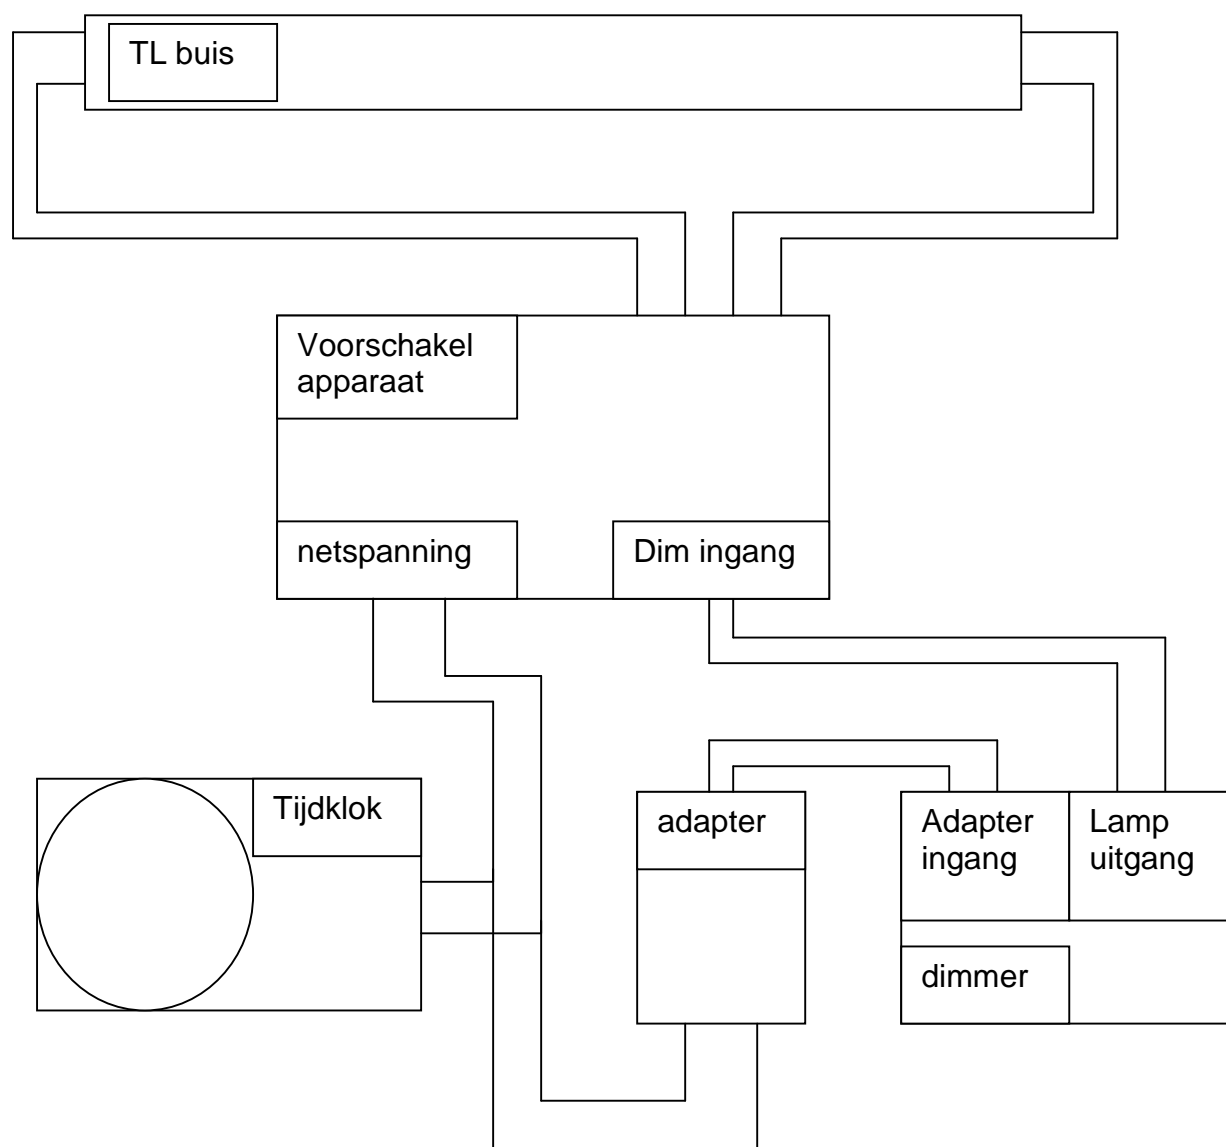 TL buis
Voorschakel
apparaat
netspanning
Dim ingang
Tijdklok
adapter
Adapter
ingang
Lamp
uitgang
dimmer